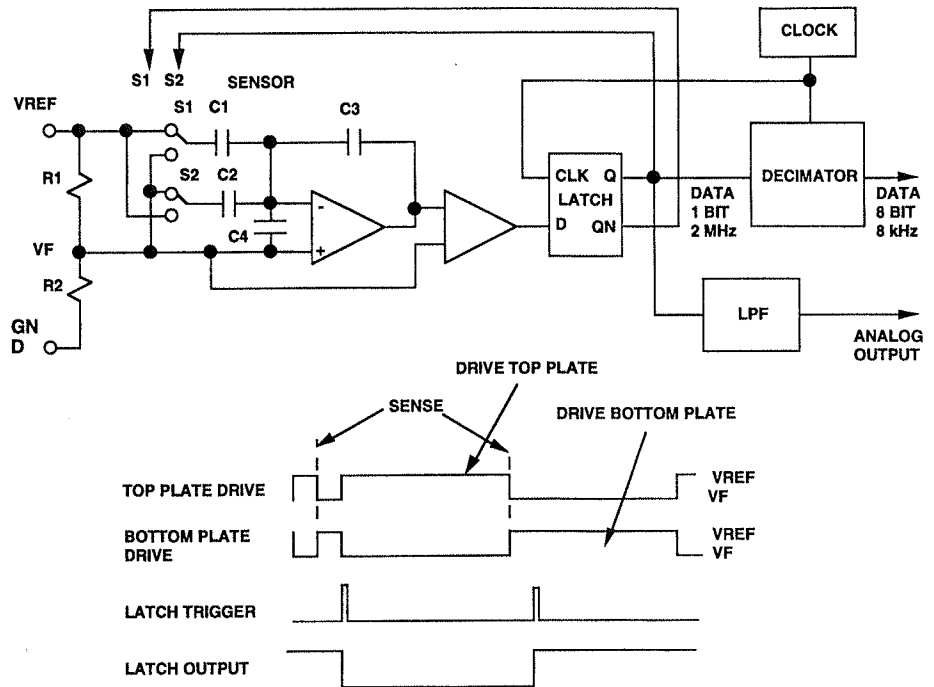 CLOCK
S1 S2
SENSOR
VREF
S1
C1
C3
R1
S2
C2
CLK Q
LATCH
D
QN
DATA
1 BIT
2 MHz
DECIMATOR
DATA
8 BIT
8 kHz
-
C4
+
VF
R2
GN
D
LPF
ANALOG
OUTPUT
DRIVE TOP PLATE
SENSE
DRIVE BOTTOM PLATE
TOP PLATE DRIVE
VREF
VF
BOTTOM PLATE
DRIVE
VREF
VF
LATCH TRIGGER
LATCH OUTPUT